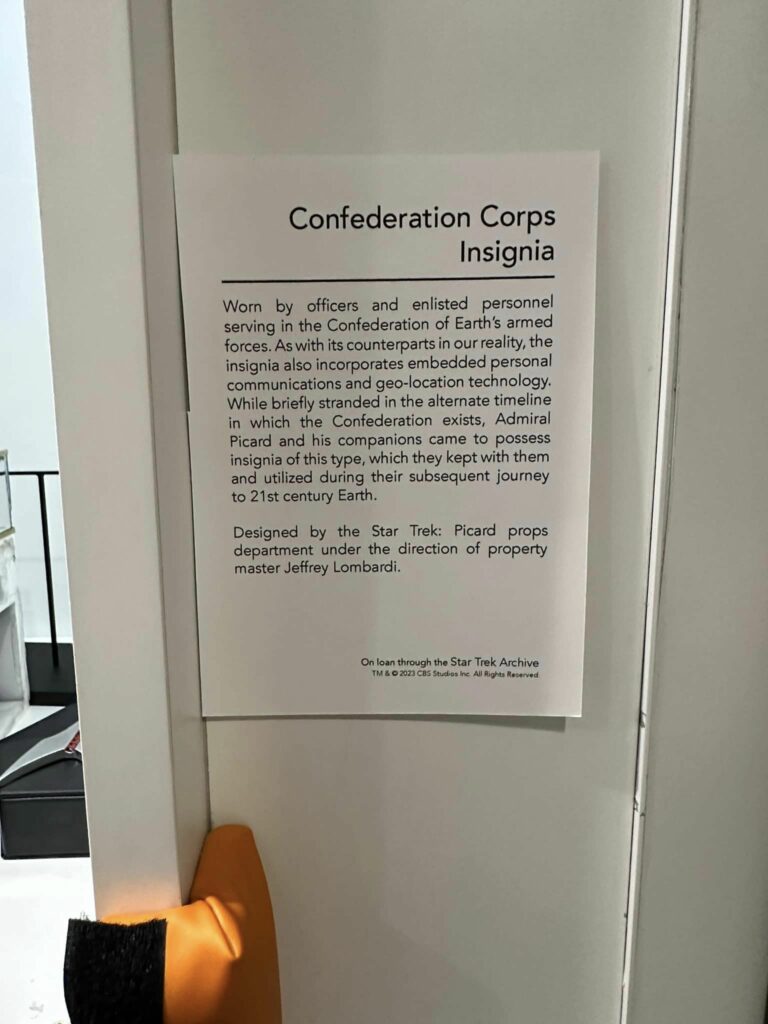 Confederation Corps
Insignia
Worn by officers and enlisted personnel
serving in the Confederation of Earth's armed
forces. As with its counterparts in our reality, the
insignia also incorporates embedded personal
communications and geo-location technology.
While briefly stranded in the alternate timeline
in which the Confederation exists, Admiral
Picard and his companions came to possess
insignia of this type, which they kept with them
and utilized during their subsequent journey
to 21st century Earth.
Designed by the Star Trek: Picard props
department under the direction of property
master Jeffrey Lombardi.
On loan through the Star Trek Archive
TM & © 2023 CBS Studios Inc. All Rights Reserved.